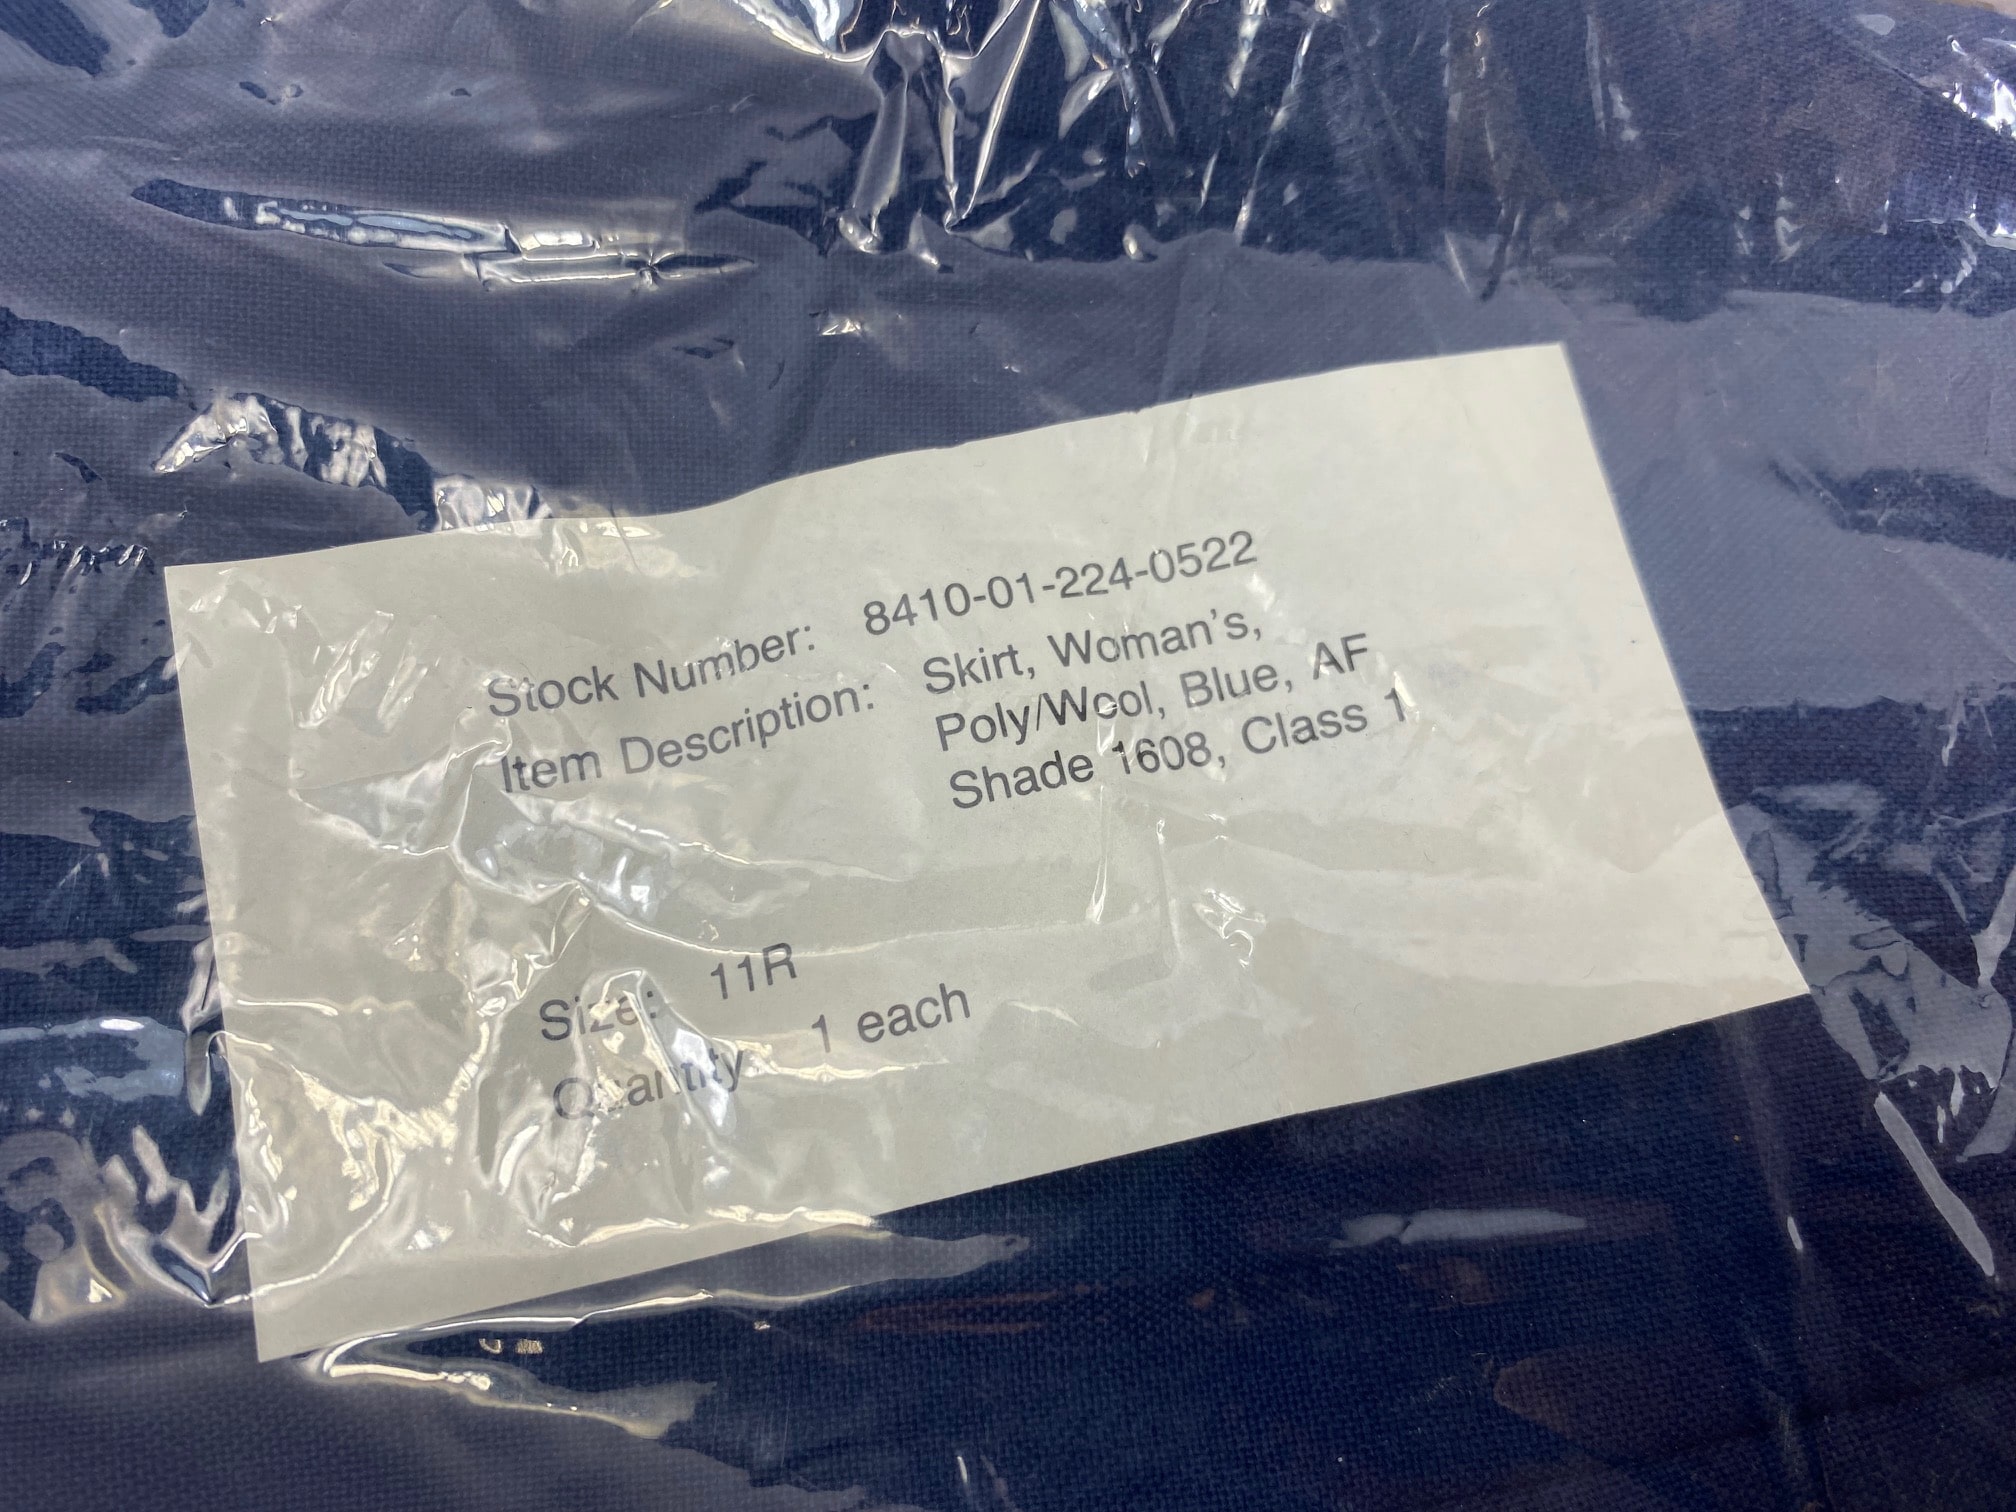 Stock Number: 8410-01-224-0522
Item Description: Skirt, Woman's,
Poly/Wool, Blue, AF
Shade 1608, Class 1
Size: 11R
Quantity: 1 each